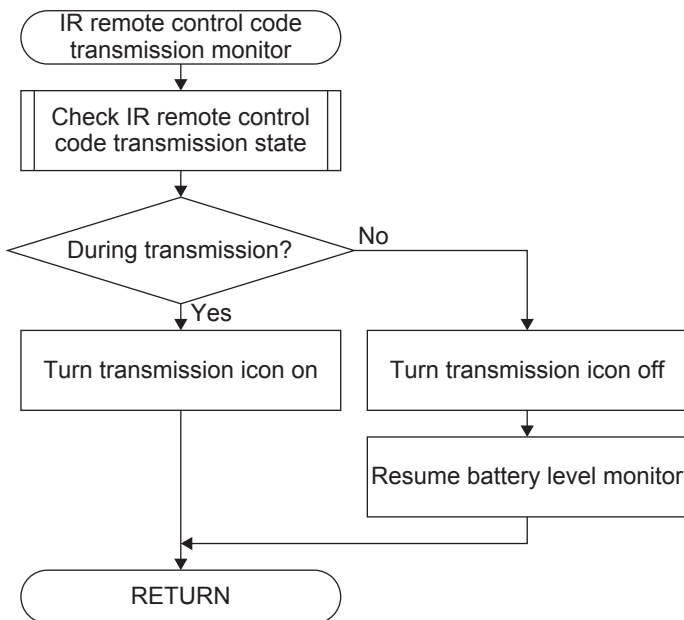 IR remote control code
transmission monitor
Check IR remote control
code transmission state
During transmission?
No
Yes
Turn transmission icon on
Turn transmission icon off
Resume battery level monitor
RETURN